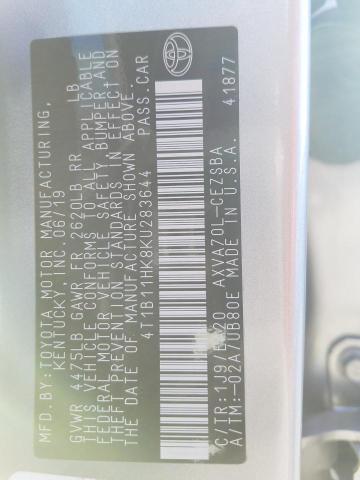 MFD.BY:TOYOTA MOTOR MANUFACTURING,
KENTUCKY, INC. 06/19
GVWR 4475LB GAWR FR 2620LB RR LB
THIS VEHICLE CONFORMS TO ALL APPLICABLE
FEDERAL MOTOR VEHICLE SAFETY, BUMPER AND
THEFT PREVENTION STANDARDS IN EFFECT ON
THE DATE OF MANUFACTURE SHOWN ABOVE.
4T1B11HK8KU283644 PASS.CAR
C/TR:1J9/ 20 AXVA70L-CEZSBA
A/TM:-02A/UB80E MADE IN U.S.A. 41877